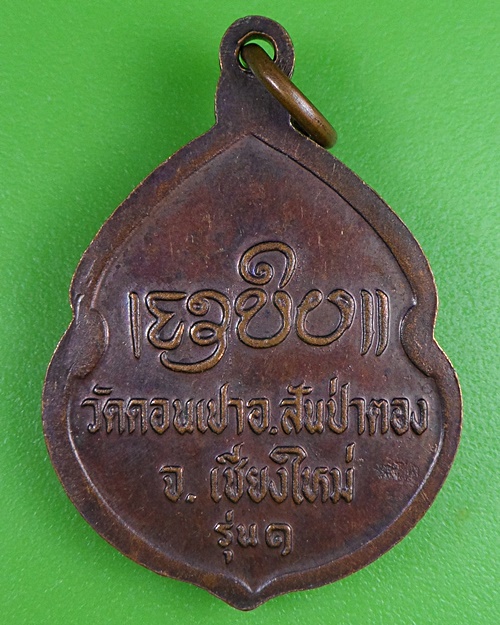 วัดดอนเปาอ.สันป่าตอง
จ. เชียงใหม่
รุ่น๑